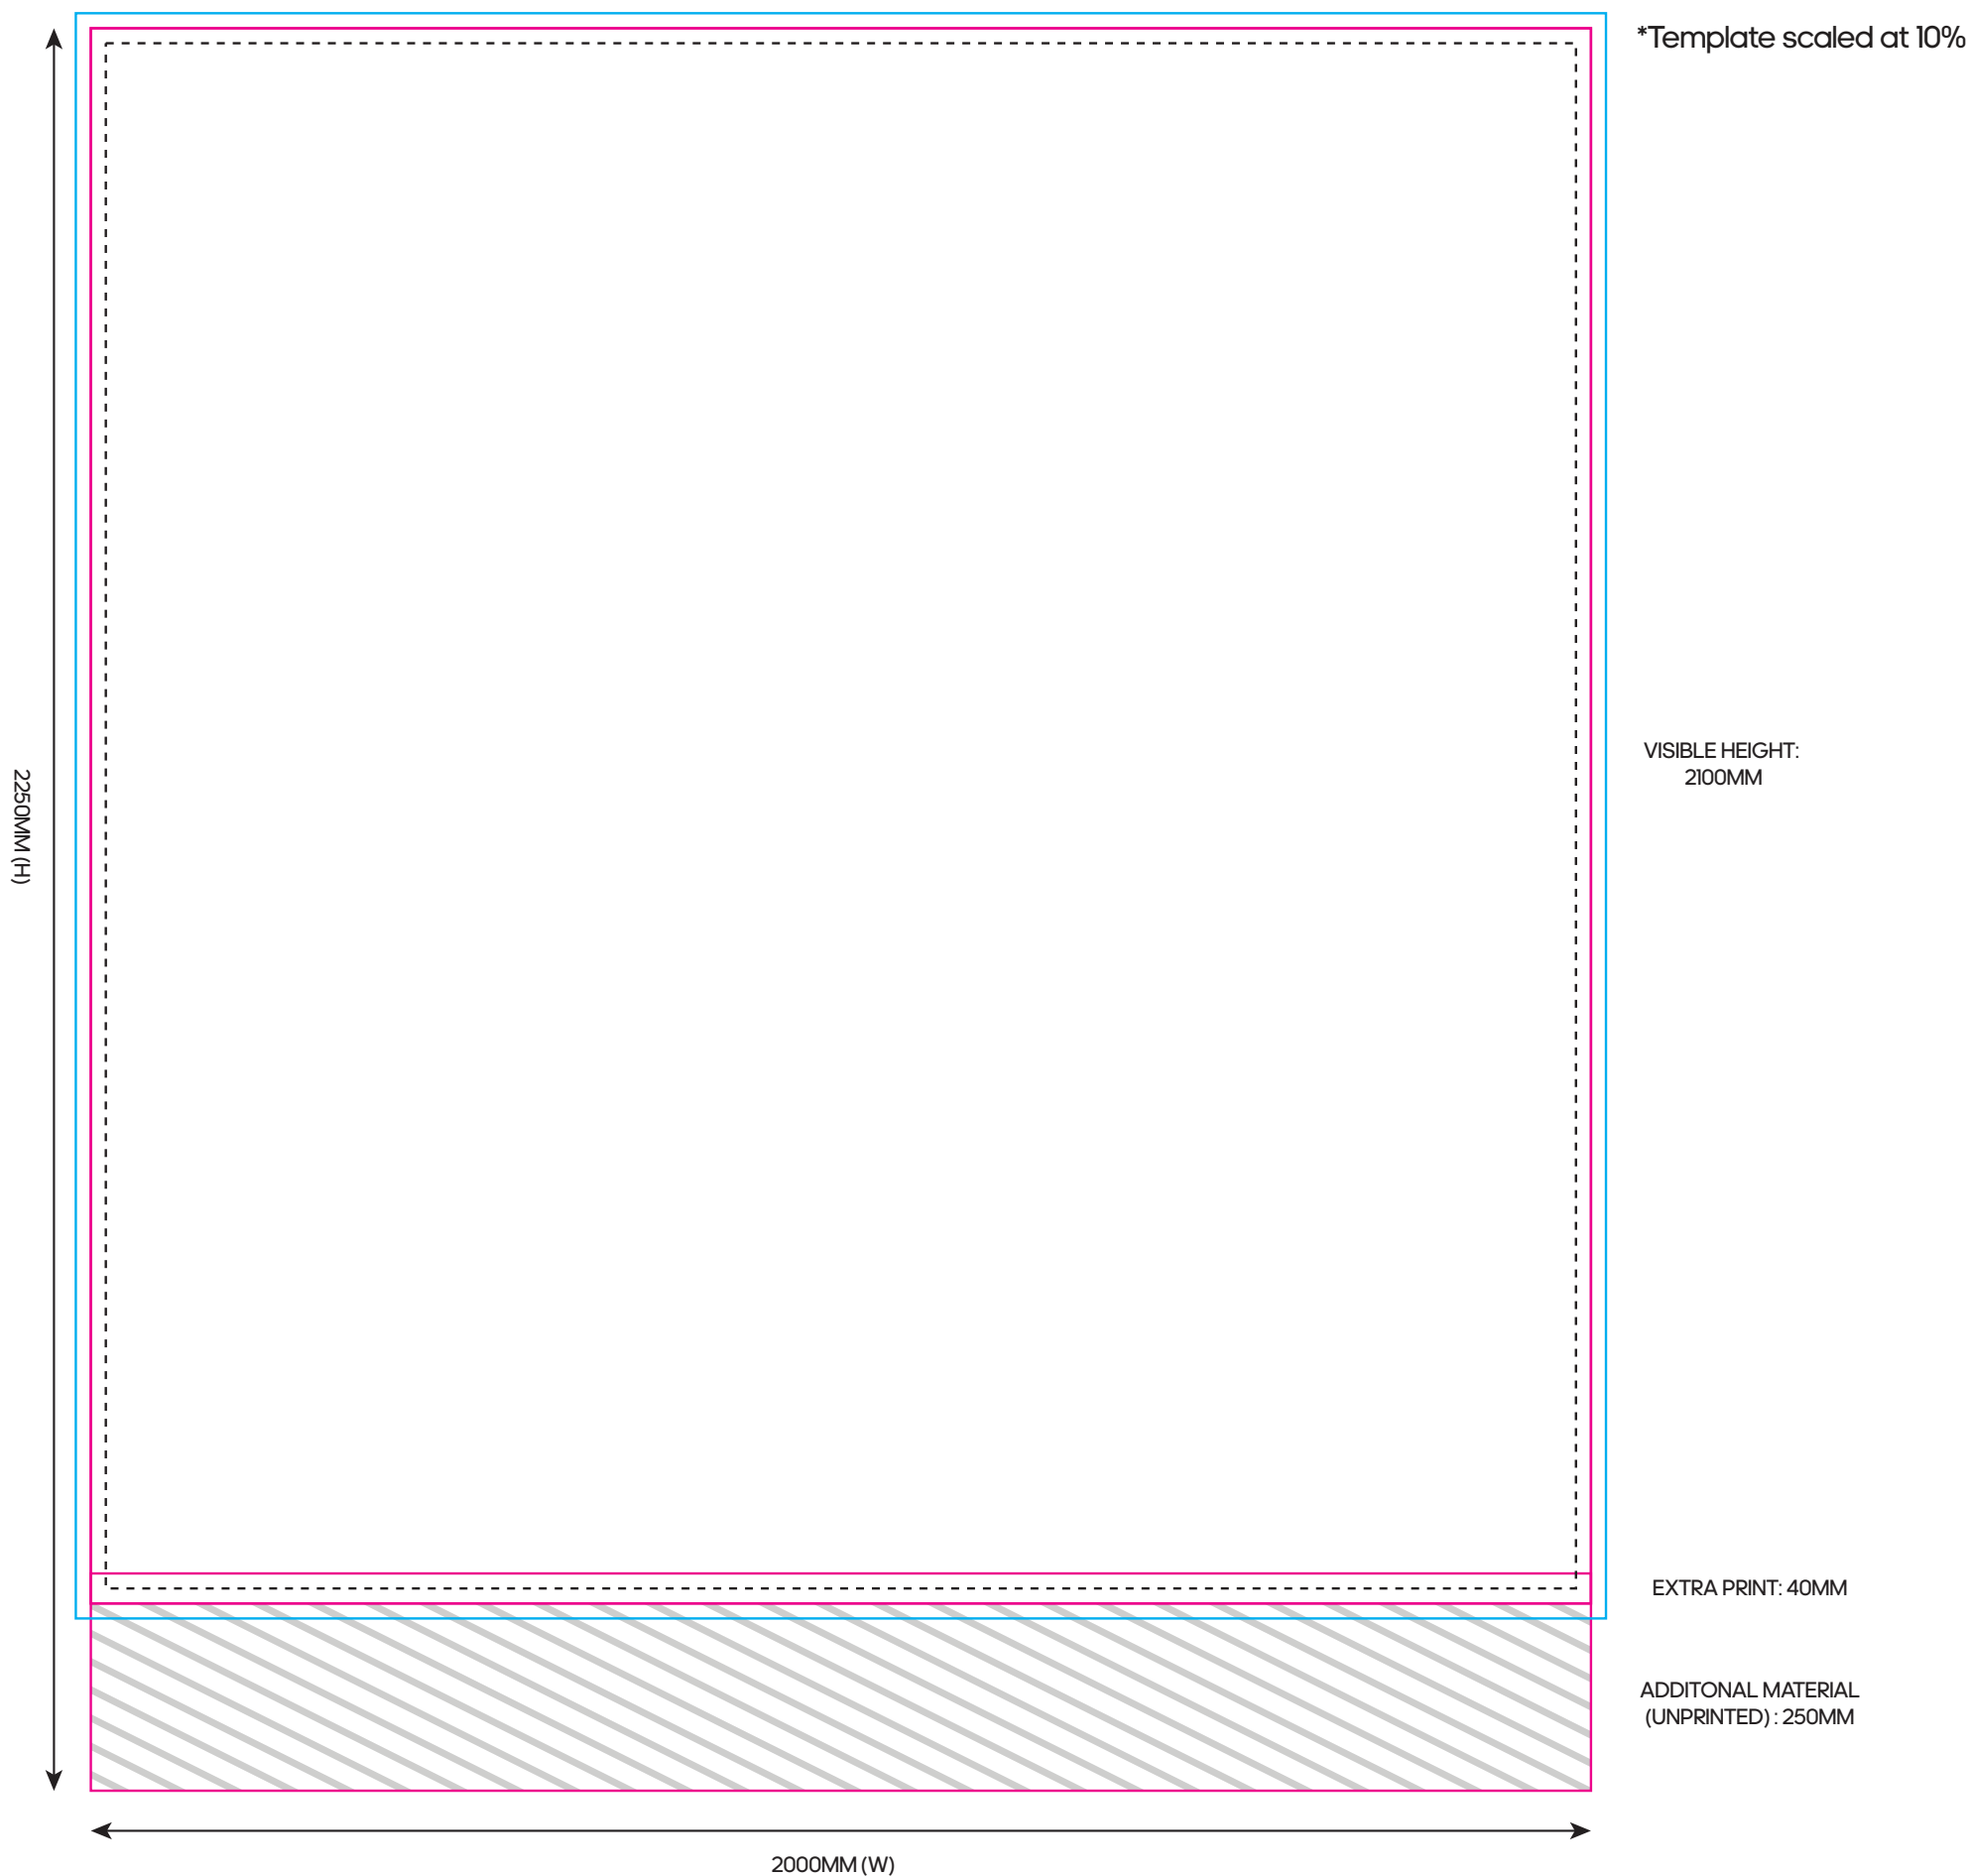 *Template scaled at 10%
2250MM (H)
VISIBLE HEIGHT:
2100MM
EXTRA PRINT: 40MM
ADDITONAL MATERIAL
(UNPRINTED) : 250MM
2000MM (W)